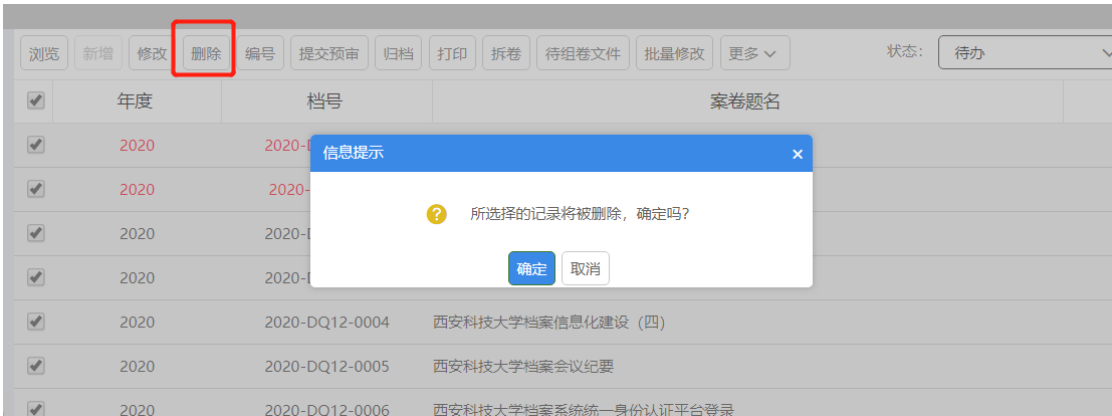 浏览 新增 修改 删除 编号 提交预审 归档 打印 拆卷 待组卷文件 批量修改 更多 状态: 待办
年度 档号 案卷题名
2020 2020-
信息提示
2020 2020-
所选择的记录将被删除，确定吗?
2020 2020-
确定 取消
2020 2020-
2020 2020-DQ12-0004 西安科技大学档案信息化建设（四）
2020 2020-DQ12-0005 西安科技大学档案会议纪要
2020 2020-DQ12-0006 西安科技大学档案系统统一身份认证平台登录